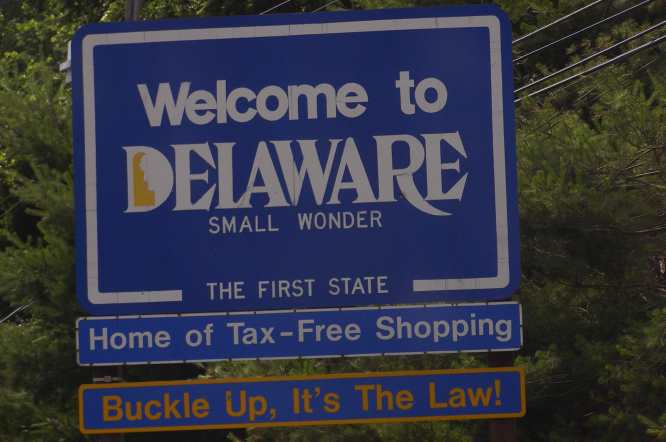 Welcome to
DELAWARE
SMALL WONDER
THE FIRST STATE
Home of Tax-Free Shopping
Buckle Up, It's The Law!